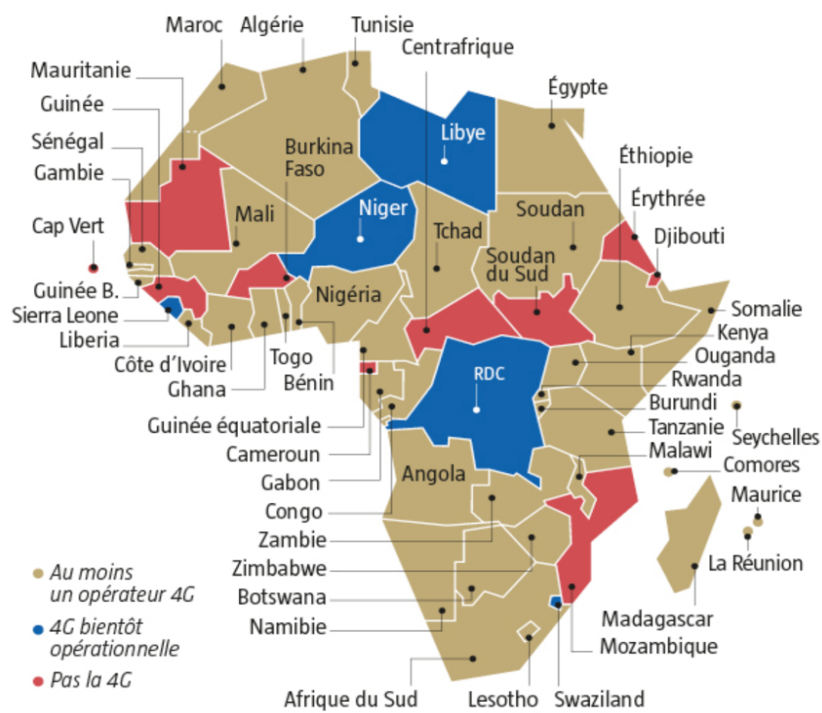 Maroc
Algérie
Tunisie
Centrafrique
Mauritanie
Guinée
Sénégal
Gambie
Cap Vert
Burkina
Faso
Libye
Égypte
Éthiopie
Érythrée
Djibouti
Mali
Niger
Tchad
Soudan
Soudan
du Sud
Nigéria
Guinée B.
Sierra Leone
Liberia
Côte d'Ivoire
Ghana
Togo
Bénin
Somalie
Kenya
Ouganda
Rwanda
Burundi
Tanzanie
Seychelles
Malawi
Comores
Maurice
La Réunion
RDC
Guinée équatoriale
Cameroun
Gabon
Congo
Angola
Zambie
Zimbabwe
Botswana
Namibie
Madagascar
Mozambique
Afrique du Sud
Lesotho
Swaziland
Au moins
un opérateur 4G
4G bientôt
opérationnelle
Pas la 4G